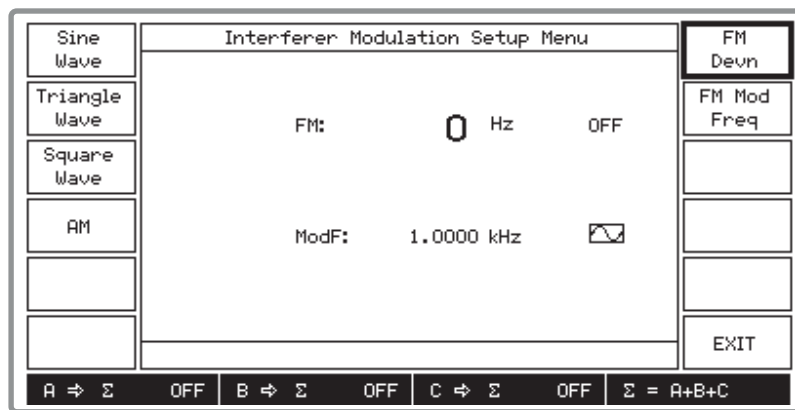 Interferer Modulation Setup Menu
Sine
Wave
Triangle
Wave
Square
Wave
AM
FM: 0 Hz OFF
ModF: 1.0000 kHz
FM
Devn
FM Mod
Freq
EXIT
A ⇨ Σ OFF B ⇨ Σ OFF C ⇨ Σ OFF Σ = A+B+C